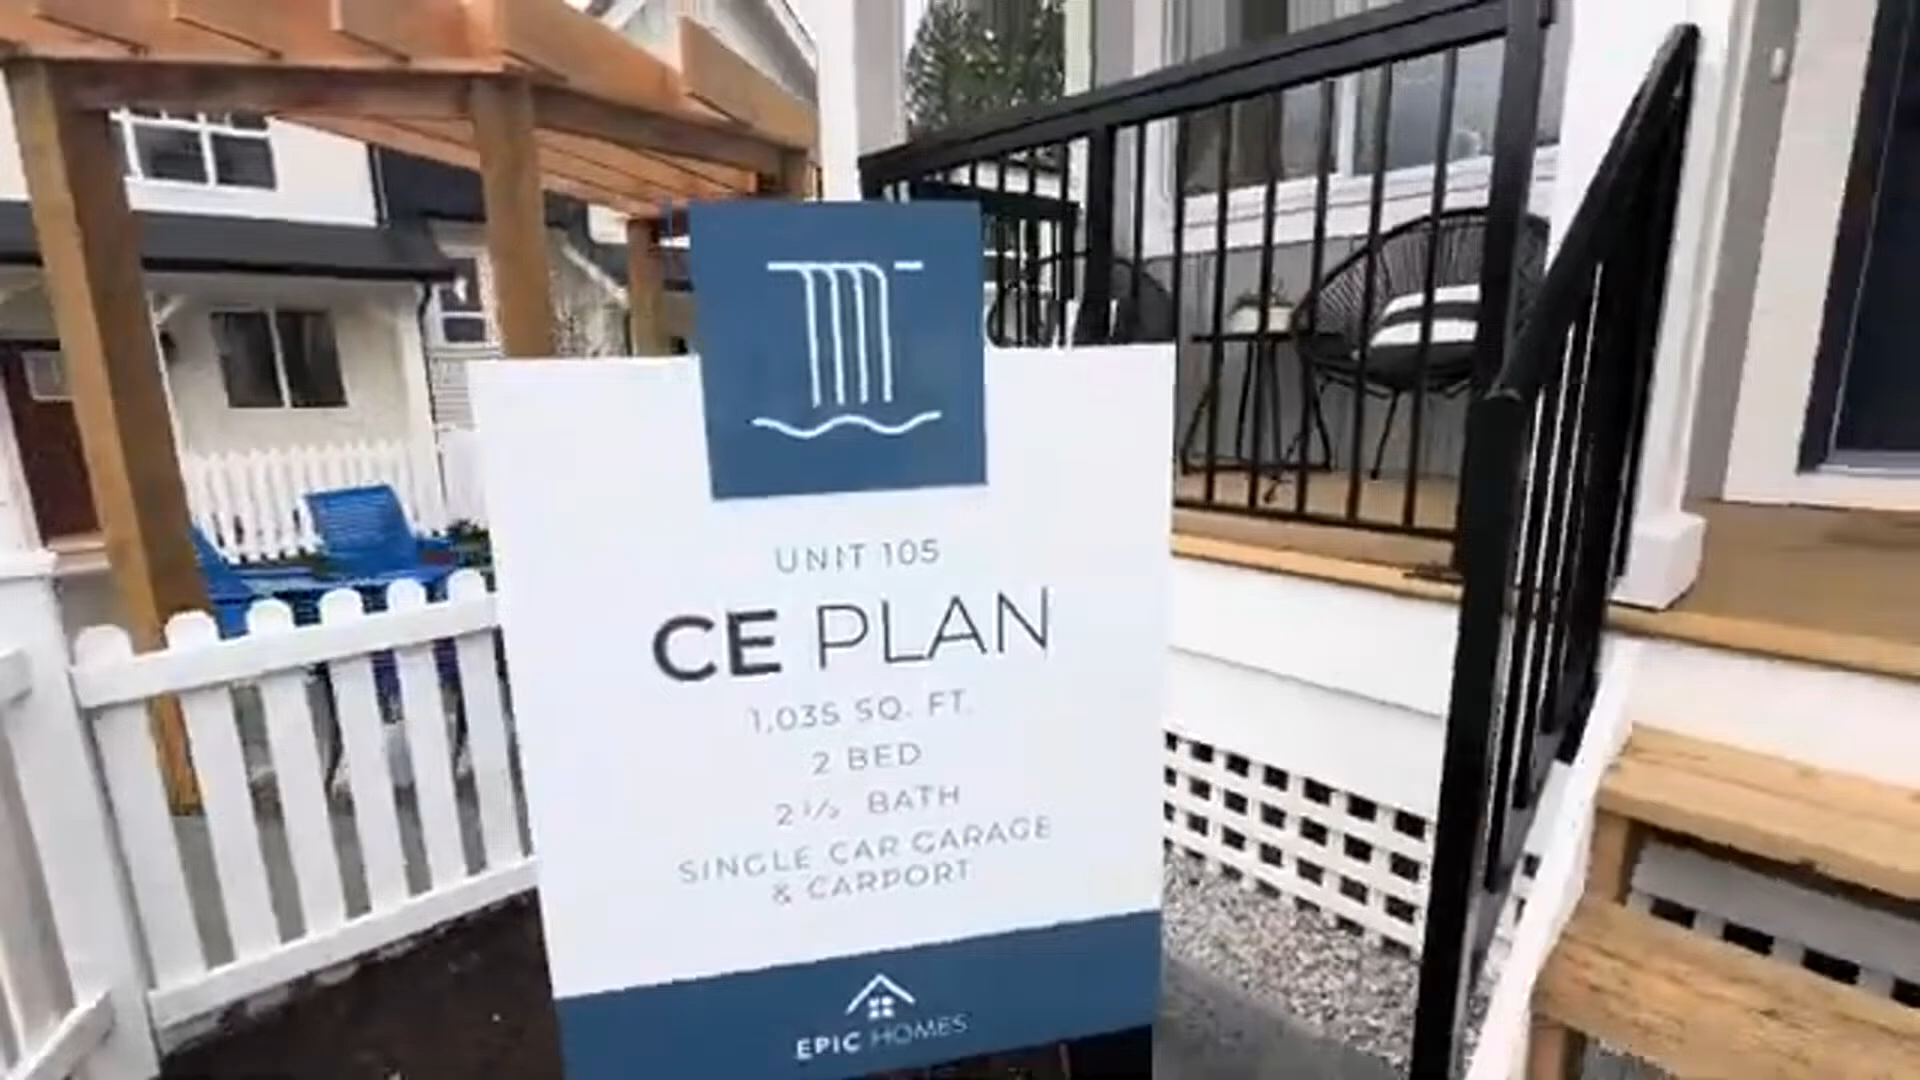 UNIT 105
CE PLAN
1,035 SQ. FT.
2 BED
2 ½ BATH
SINGLE CAR GARAGE
& CARPORT
EPIC HOMES